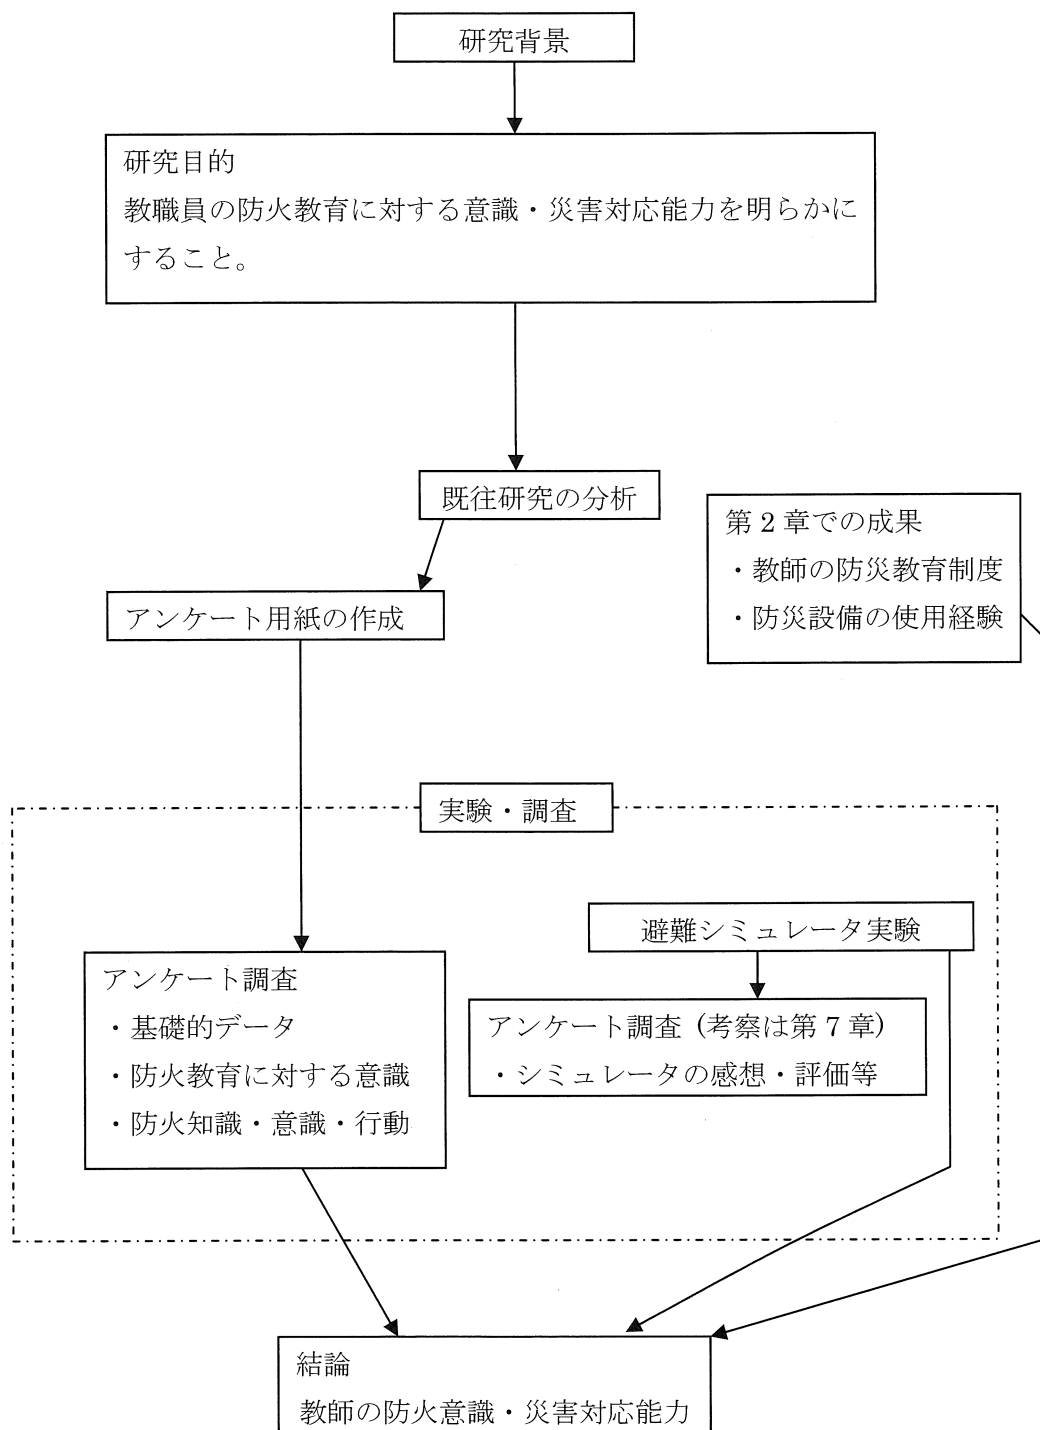 研究背景
研究目的
教職員の防火教育に対する意識・災害対応能力を明らかに
すること。
既往研究の分析
第2章での成果
・教師の防災教育制度
・防災設備の使用経験
アンケート用紙の作成
実験・調査
避難シミュレータ実験
アンケート調査
・基礎的データ
・防火教育に対する意識
・防火知識・意識・行動
アンケート調査（考察は第7章）
・シミュレータの感想・評価等
結論
教師の防火意識・災害対応能力